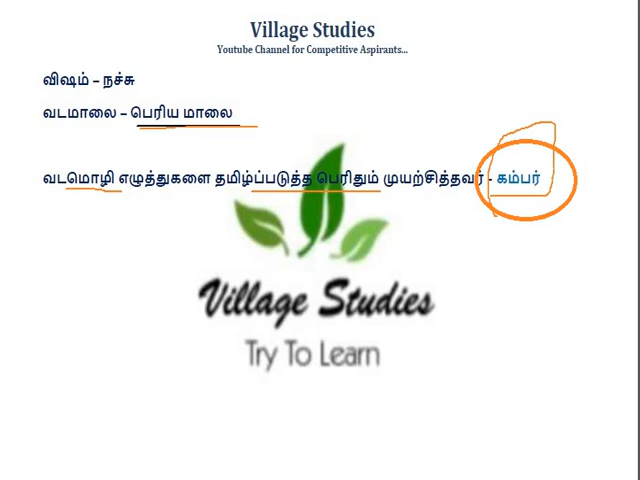 Village Studies
Youtube Channel for Competitive Aspirants...
விஷம் – நச்சு
வடமாலை – பெரிய மாலை
வடமொழி எழுத்துகளை தமிழ்ப்படுத்த பெரிதும் முயற்சித்தவர் - கம்பர்
Village Studies
Try To Learn